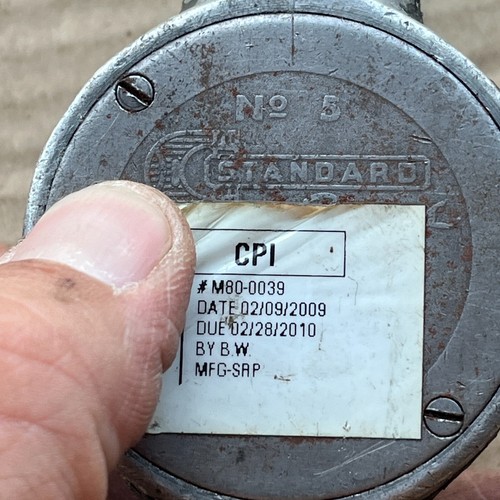 Nº 5
STANDARD
CPI
# M80-0039
DATE 02/09/2009
DUE 02/28/2010
BY B.W.
MFG-SRP